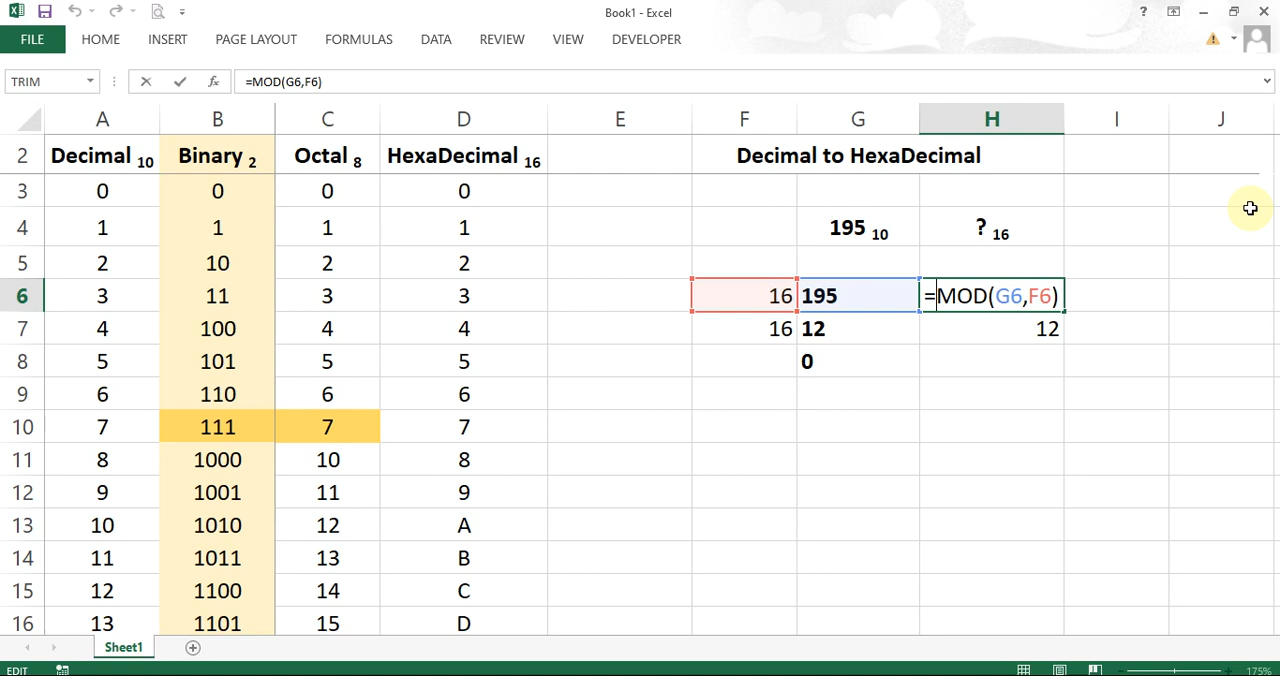 Book1 - Excel
FILE HOME INSERT PAGE LAYOUT FORMULAS DATA REVIEW VIEW DEVELOPER
TRIM =MOD(G6,F6)
A B C D E F G H I J
2 Decimal 10 Binary 2 Octal 8 HexaDecimal 16 Decimal to HexaDecimal
3 0 0 0 0
4 1 1 1 1 195 10 ? 16
5 2 10 2 2
6 3 11 3 3 16 195 =MOD(G6,F6)
7 4 100 4 4 16 12 12
8 5 101 5 5 0
9 6 110 6 6
10 7 111 7 7
11 8 1000 10 8
12 9 1001 11 9
13 10 1010 12 A
14 11 1011 13 B
15 12 1100 14 C
16 13 1101 15 D
Sheet1
EDIT 175%